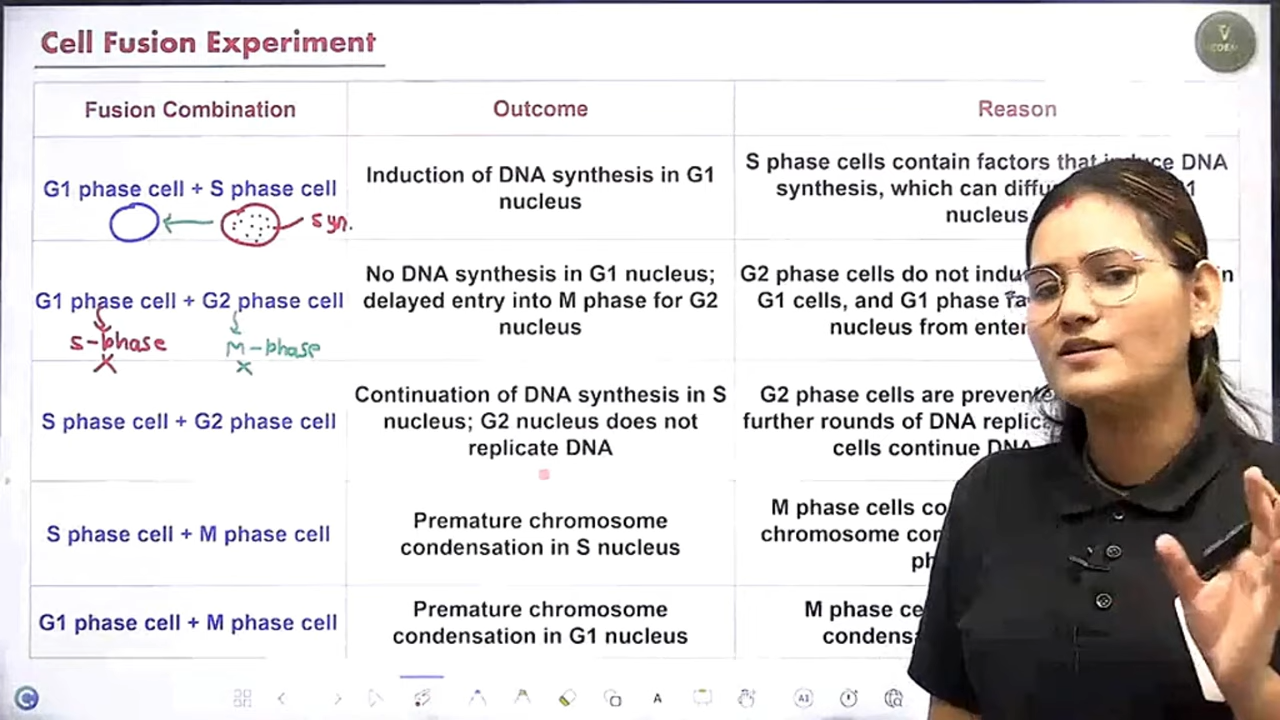 Cell Fusion Experiment
Fusion Combination
Outcome
Reason
G1 phase cell + S phase cell
Induction of DNA synthesis in G1
nucleus
S phase cells contain factors that DNA
synthesis, which can
nucleus
syn.
G1 phase cell + G2 phase cell
No DNA synthesis in G1 nucleus;
delayed entry into M phase for G2
nucleus
G2 phase cells do not in
G1 cells, and G1 phase
nucleus from
S-phase
X
M-phase
X
S phase cell + G2 phase cell
Continuation of DNA synthesis in S
nucleus; G2 nucleus does not
replicate DNA
G2 phase cells are
further rounds of DNA
cells continue DNA
S phase cell + M phase cell
Premature chromosome
condensation in S nucleus
M phase cells
chromosome
G1 phase cell + M phase cell
Premature chromosome
condensation in G1 nucleus
M phase
A
AI